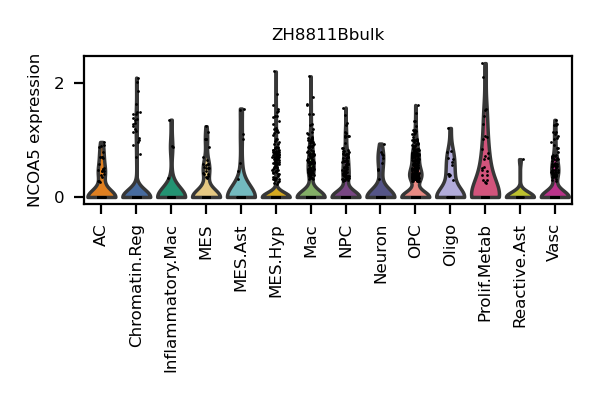 ZH8811Bbulk
NCOA5 expression
2
0
AC
Chromatin.Reg
Inflammatory.Mac
MES
MES.Ast
MES.Hyp
Mac
NPC
Neuron
OPC
Oligo
Prolif.Metab
Reactive.Ast
Vasc